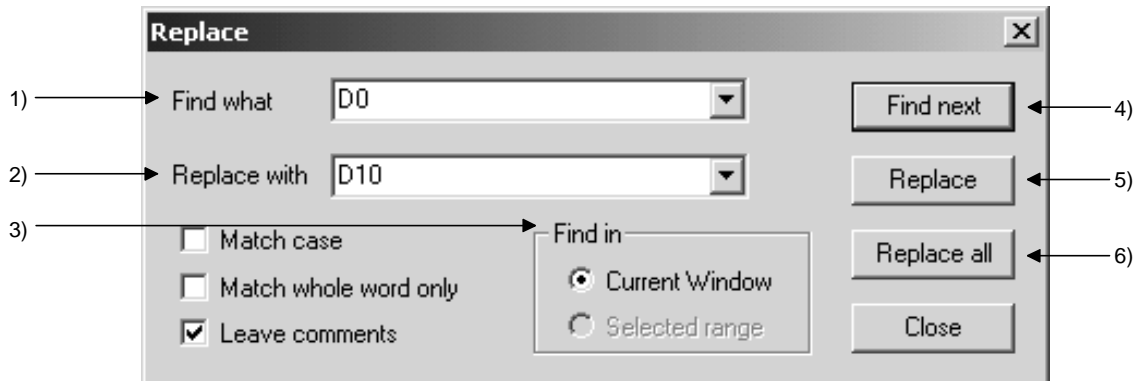 Replace
1) Find what D0 Find next 4)
2) Replace with D10 Replace 5)
3) Find in
Match case Replace all 6)
Match whole word only Current Window
Leave comments Selected range Close